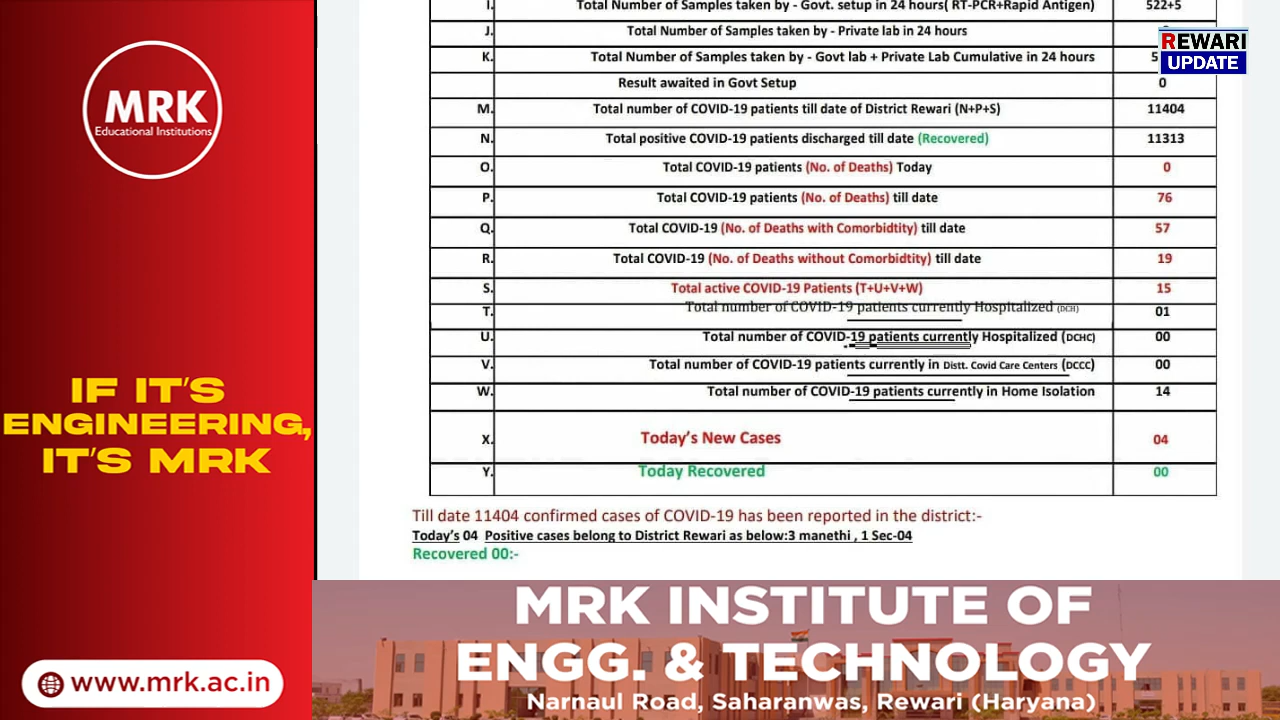 MRK
Educational Institutions
IF IT'S
ENGINEERING,
IT'S MRK
www.mrk.ac.in
REWARI
UPDATE
I. Total Number of Samples taken by - Govt. setup in 24 hours( RT-PCR+Rapid Antigen) 522+5
J. Total Number of Samples taken by - Private lab in 24 hours
K. Total Number of Samples taken by - Govt lab + Private Lab Cumulative in 24 hours
Result awaited in Govt Setup 0
M. Total number of COVID-19 patients till date of District Rewari (N+P+S) 11404
N. Total positive COVID-19 patients discharged till date (Recovered) 11313
O. Total COVID-19 patients (No. of Deaths) Today 0
P. Total COVID-19 patients (No. of Deaths) till date 76
Q. Total COVID-19 (No. of Deaths with Comorbidtity) till date 57
R. Total COVID-19 (No. of Deaths without Comorbidtity) till date 19
S. Total active COVID-19 Patients (T+U+V+W) 15
T. Total number of COVID-19 patients currently Hospitalized (DCH) 01
U. Total number of COVID-19 patients currently Hospitalized (DCHC) 00
V. Total number of COVID-19 patients currently in Distt. Covid Care Centers (DCCC) 00
W. Total number of COVID-19 patients currently in Home Isolation 14
X. Today's New Cases 04
Y. Today Recovered 00
Till date 11404 confirmed cases of COVID-19 has been reported in the district:-
Today's 04 Positive cases belong to District Rewari as below:3 manethi , 1 Sec-04
Recovered 00:-
MRK INSTITUTE OF
ENGG. & TECHNOLOGY
Narnaul Road, Saharanwas, Rewari (Haryana)